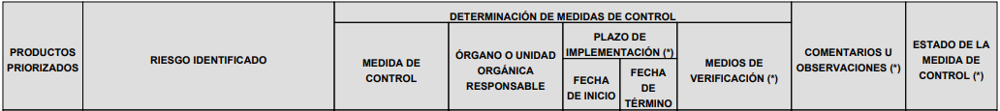 PRODUCTOS
PRIORIZADOS
RIESGO IDENTIFICADO
DETERMINACIÓN DE MEDIDAS DE CONTROL
MEDIDA DE
CONTROL
ÓRGANO O UNIDAD
ORGÁNICA
RESPONSABLE
PLAZO DE
IMPLEMENTACIÓN (*)
FECHA
DE INICIO
FECHA
DE
TÉRMINO
MEDIOS DE
VERIFICACIÓN (*)
COMENTARIOS U
OBSERVACIONES (*)
ESTADO DE LA
MEDIDA DE
CONTROL (*)